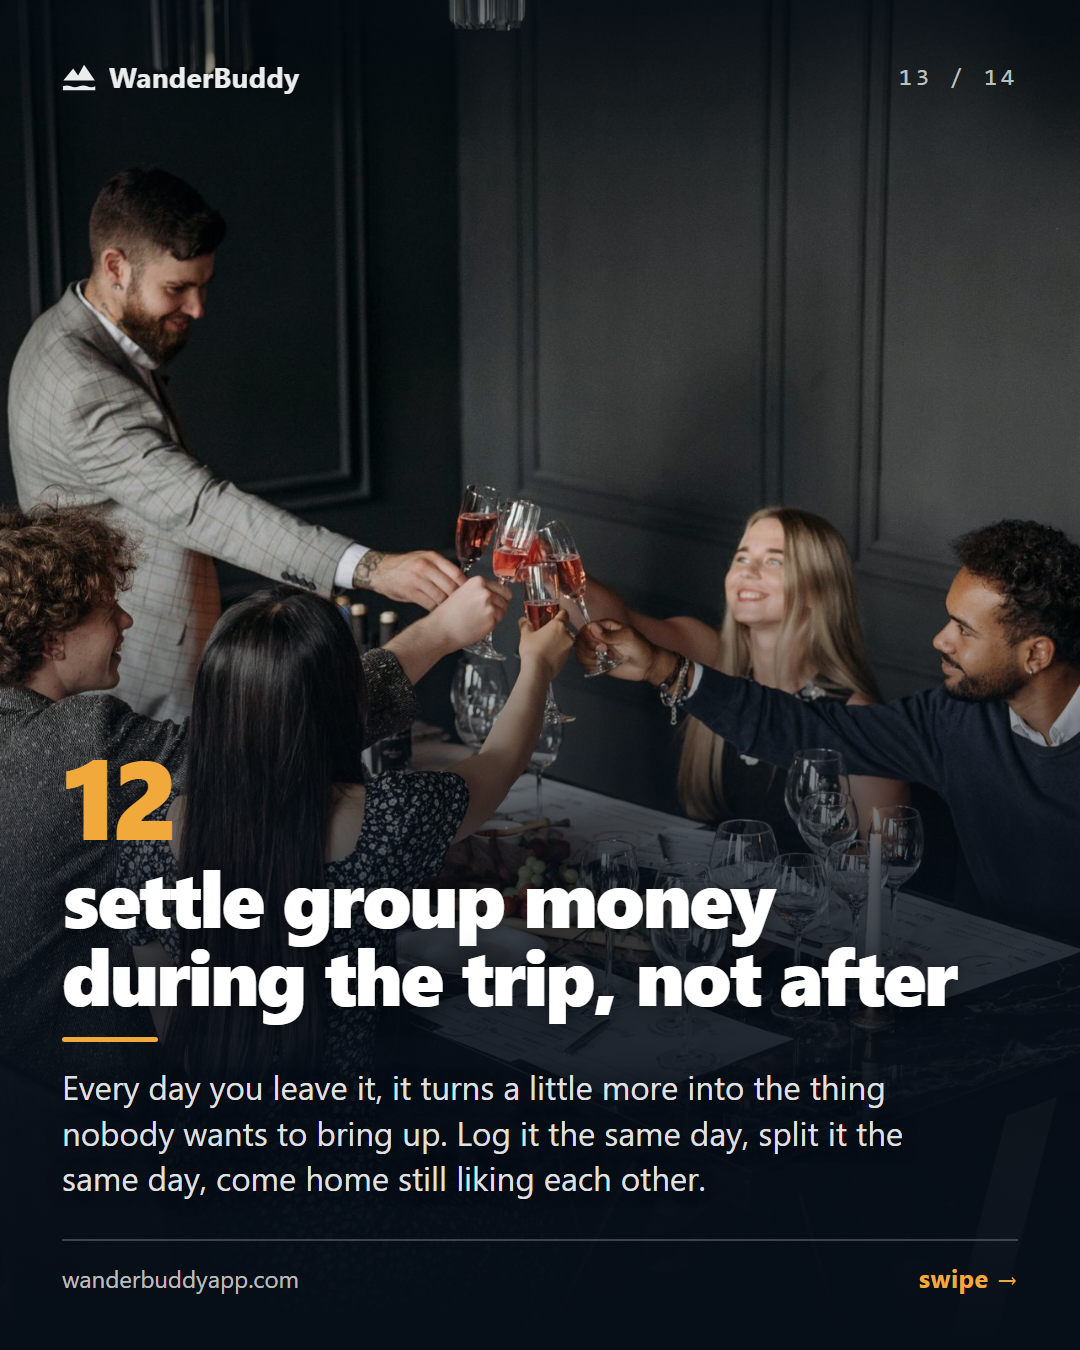 WanderBuddy
13 / 14
12
settle group money
during the trip, not after
Every day you leave it, it turns a little more into the thing
nobody wants to bring up. Log it the same day, split it the
same day, come home still liking each other.
wanderbuddyapp.com
swipe →